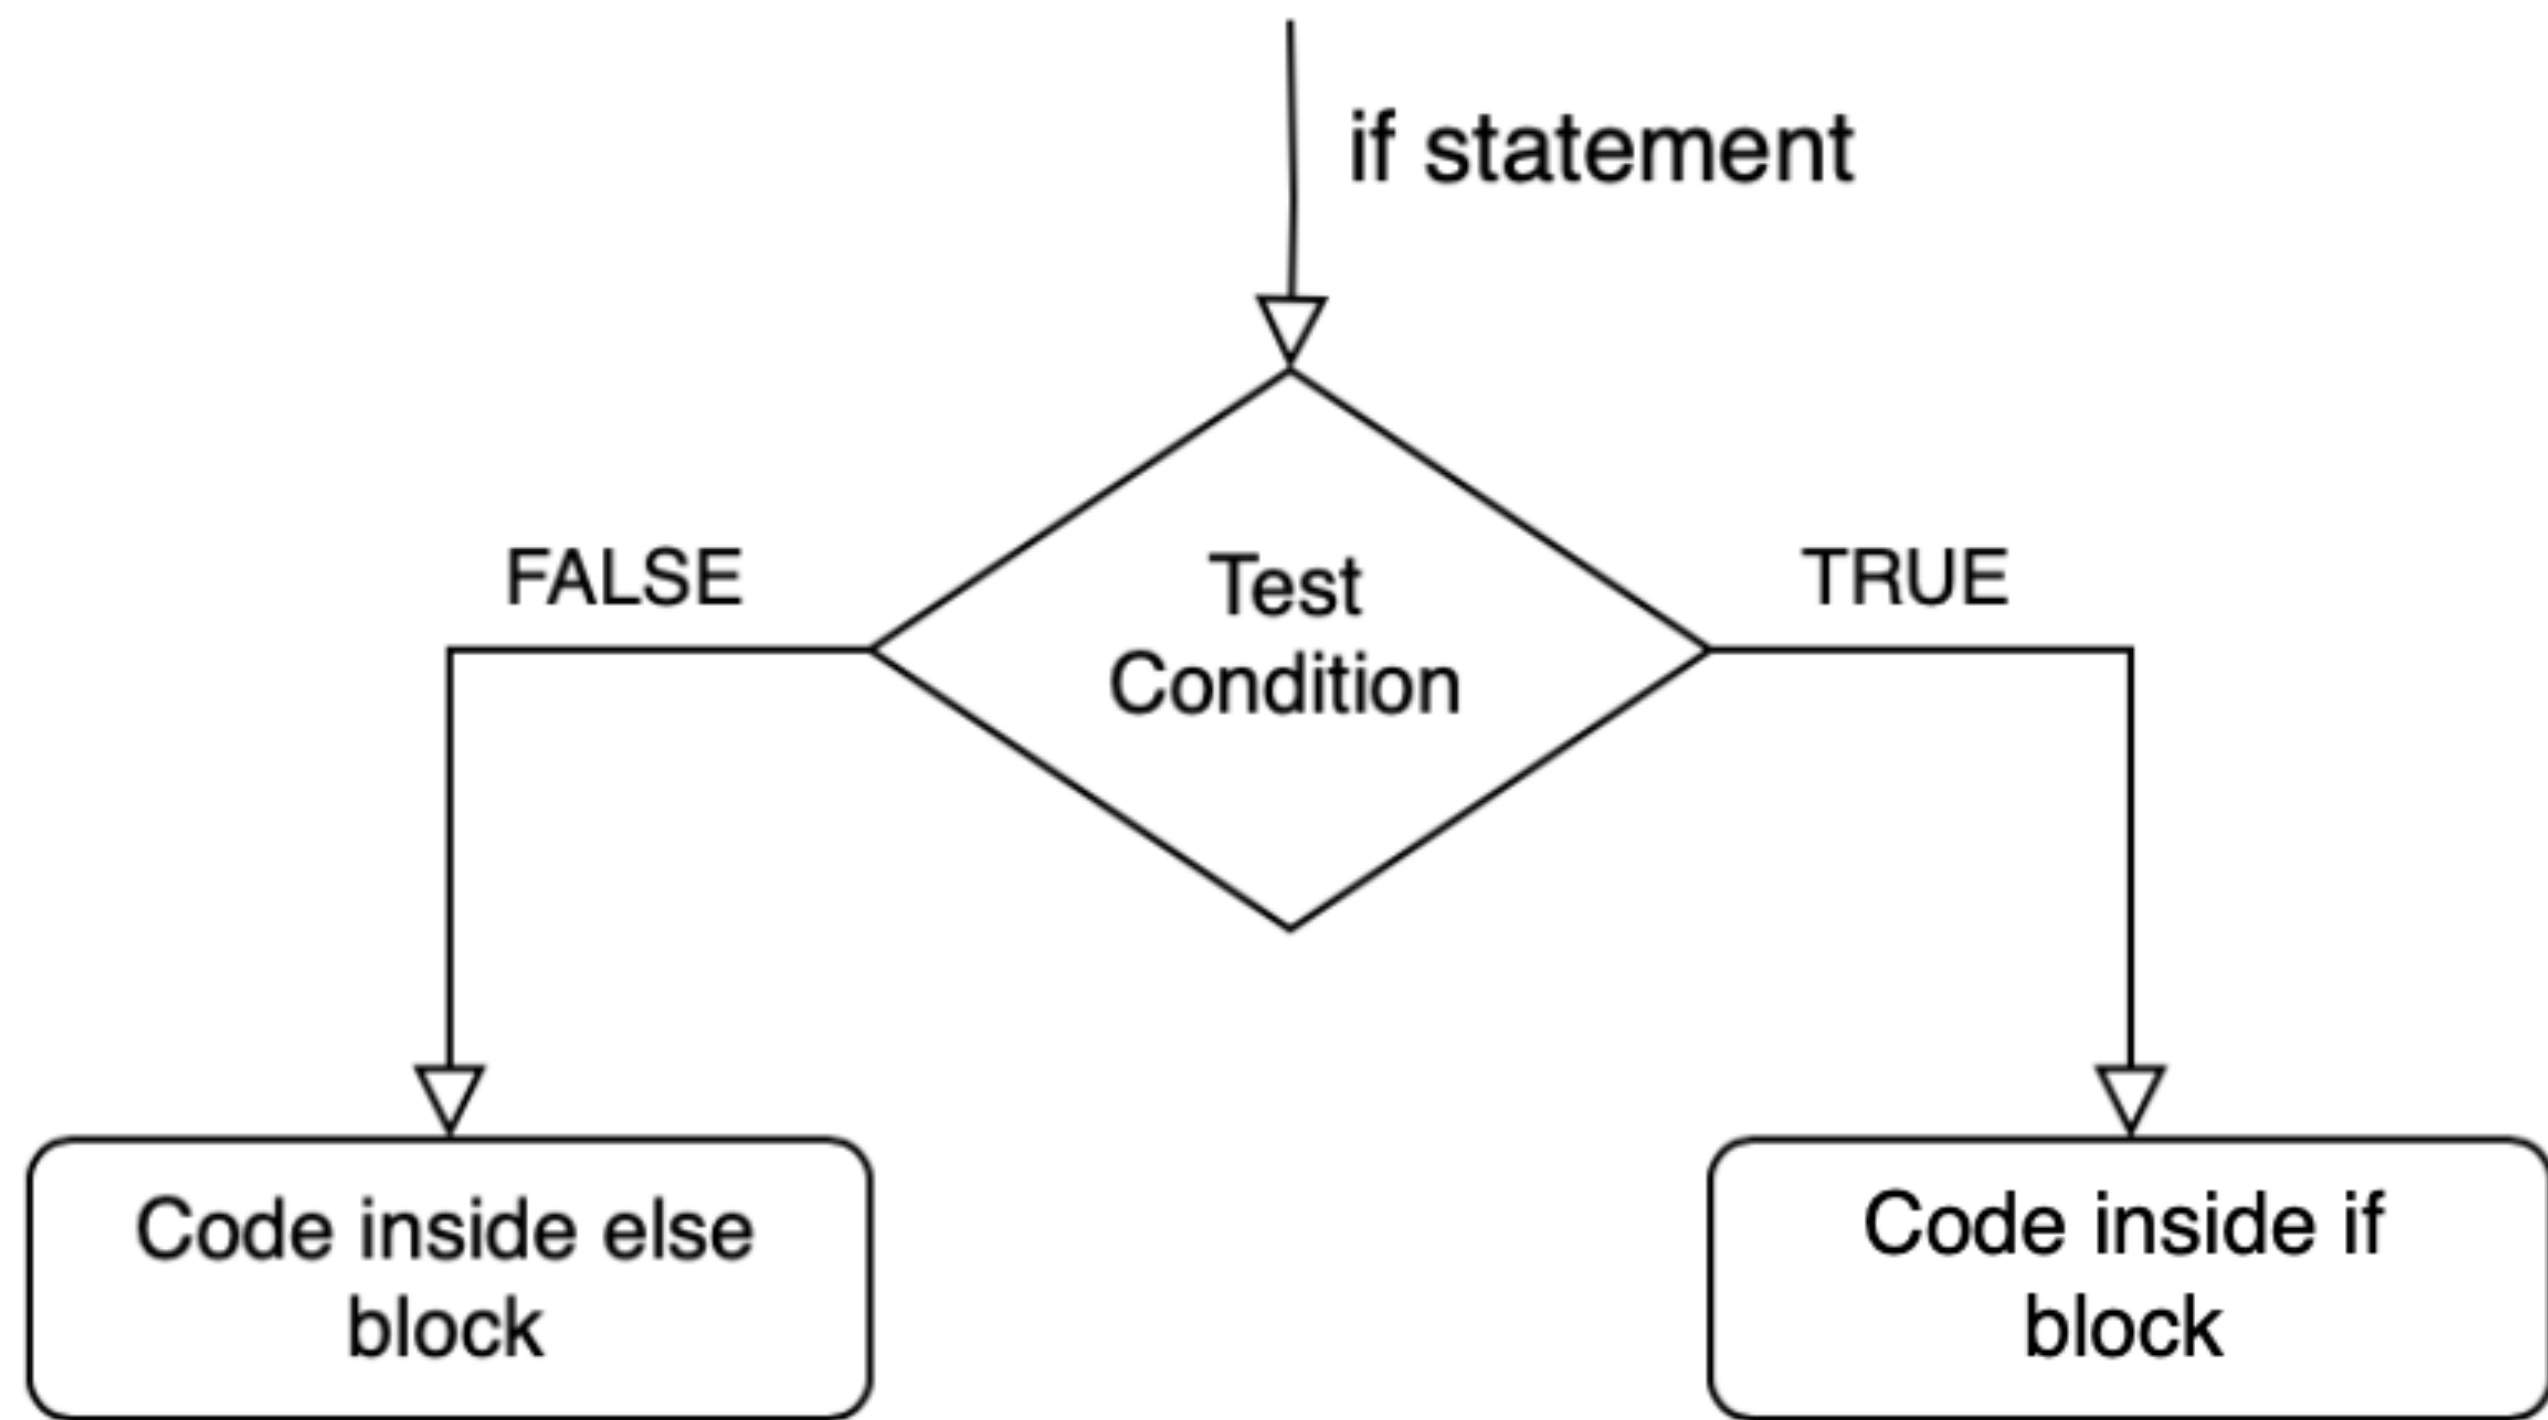 if statement
FALSE
TRUE
Test
Condition
Code inside else
block
Code inside if
block